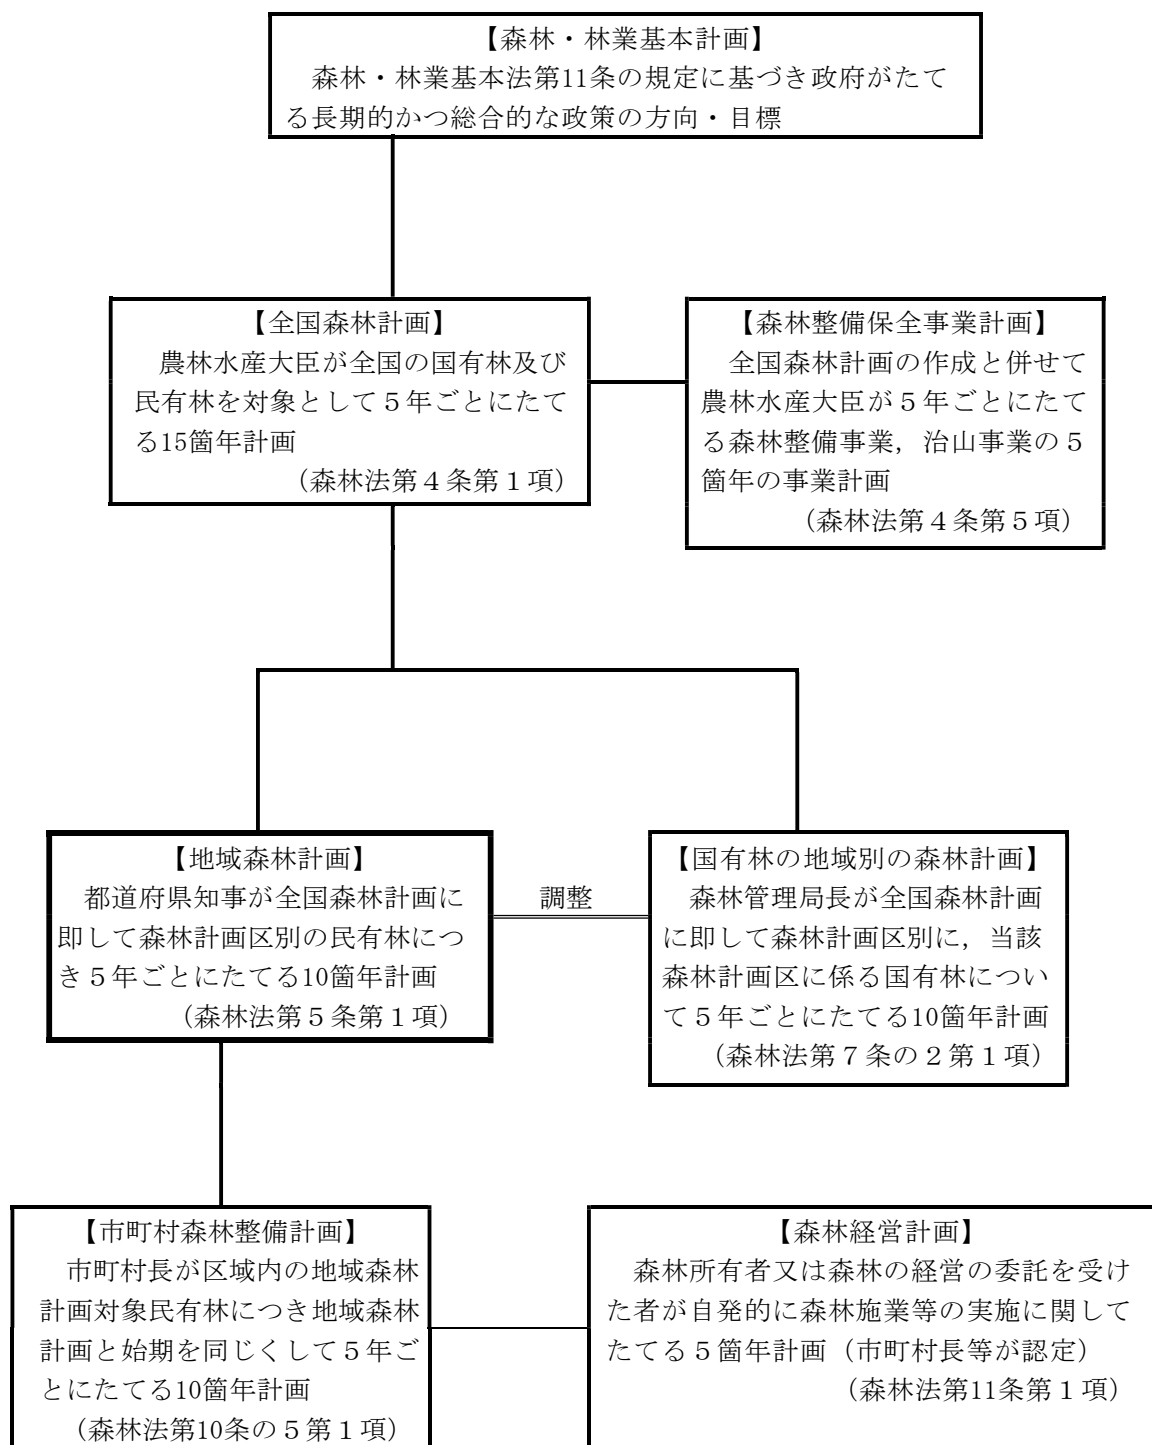 【森林・林業基本計画】
森林・林業基本法第11条の規定に基づき政府がたて
る長期的かつ総合的な政策の方向・目標
【全国森林計画】
農林水産大臣が全国の国有林及び
民有林を対象として５年ごとにたて
る15箇年計画
（森林法第４条第１項）
【森林整備保全事業計画】
全国森林計画の作成と併せて
農林水産大臣が５年ごとにたて
る森林整備事業，治山事業の５
箇年の事業計画
（森林法第４条第５項）
【地域森林計画】
都道府県知事が全国森林計画に
即して森林計画区別の民有林につ
き５年ごとにたてる10箇年計画
（森林法第５条第１項）
調整
【国有林の地域別の森林計画】
森林管理局長が全国森林計画
に即して森林計画区別に，当該
森林計画区に係る国有林につい
て５年ごとにたてる10箇年計画
（森林法第７条の２第１項）
【市町村森林整備計画】
市町村長が区域内の地域森林
計画対象民有林につき地域森林
計画と始期を同じくして５年ご
とにたてる10箇年計画
（森林法第10条の５第１項）
【森林経営計画】
森林所有者又は森林の経営の委託を受け
た者が自発的に森林施業等の実施に関して
たてる５箇年計画（市町村長等が認定）
（森林法第11条第１項）